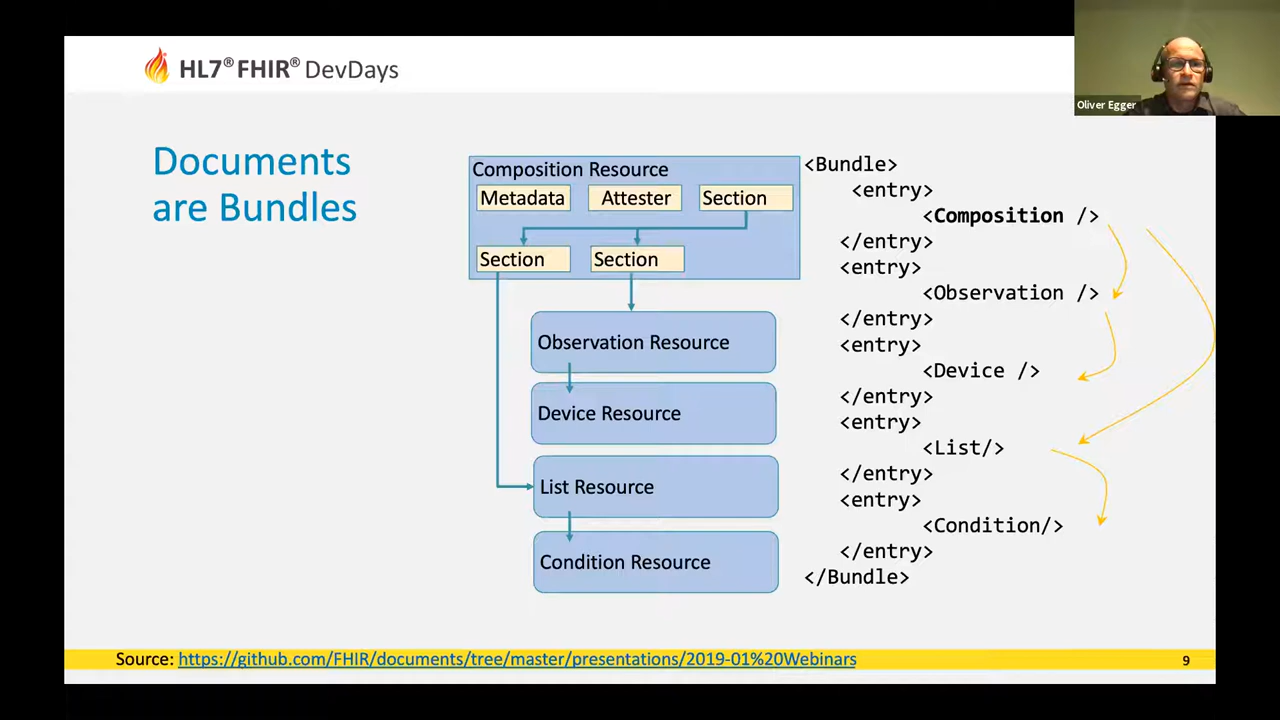 HL7® FHIR® DevDays
Oliver Egger
Documents
are Bundles
Composition Resource
Metadata
Attester
Section
Section
Section
Observation Resource
Device Resource
List Resource
Condition Resource
<Bundle>
<entry>
<Composition />
</entry>
<entry>
<Observation />
</entry>
<entry>
<Device />
</entry>
<entry>
<List/>
</entry>
<entry>
<Condition/>
</entry>
</Bundle>
Source: https://github.com/FHIR/documents/tree/master/presentations/2019-01%20Webinars
9